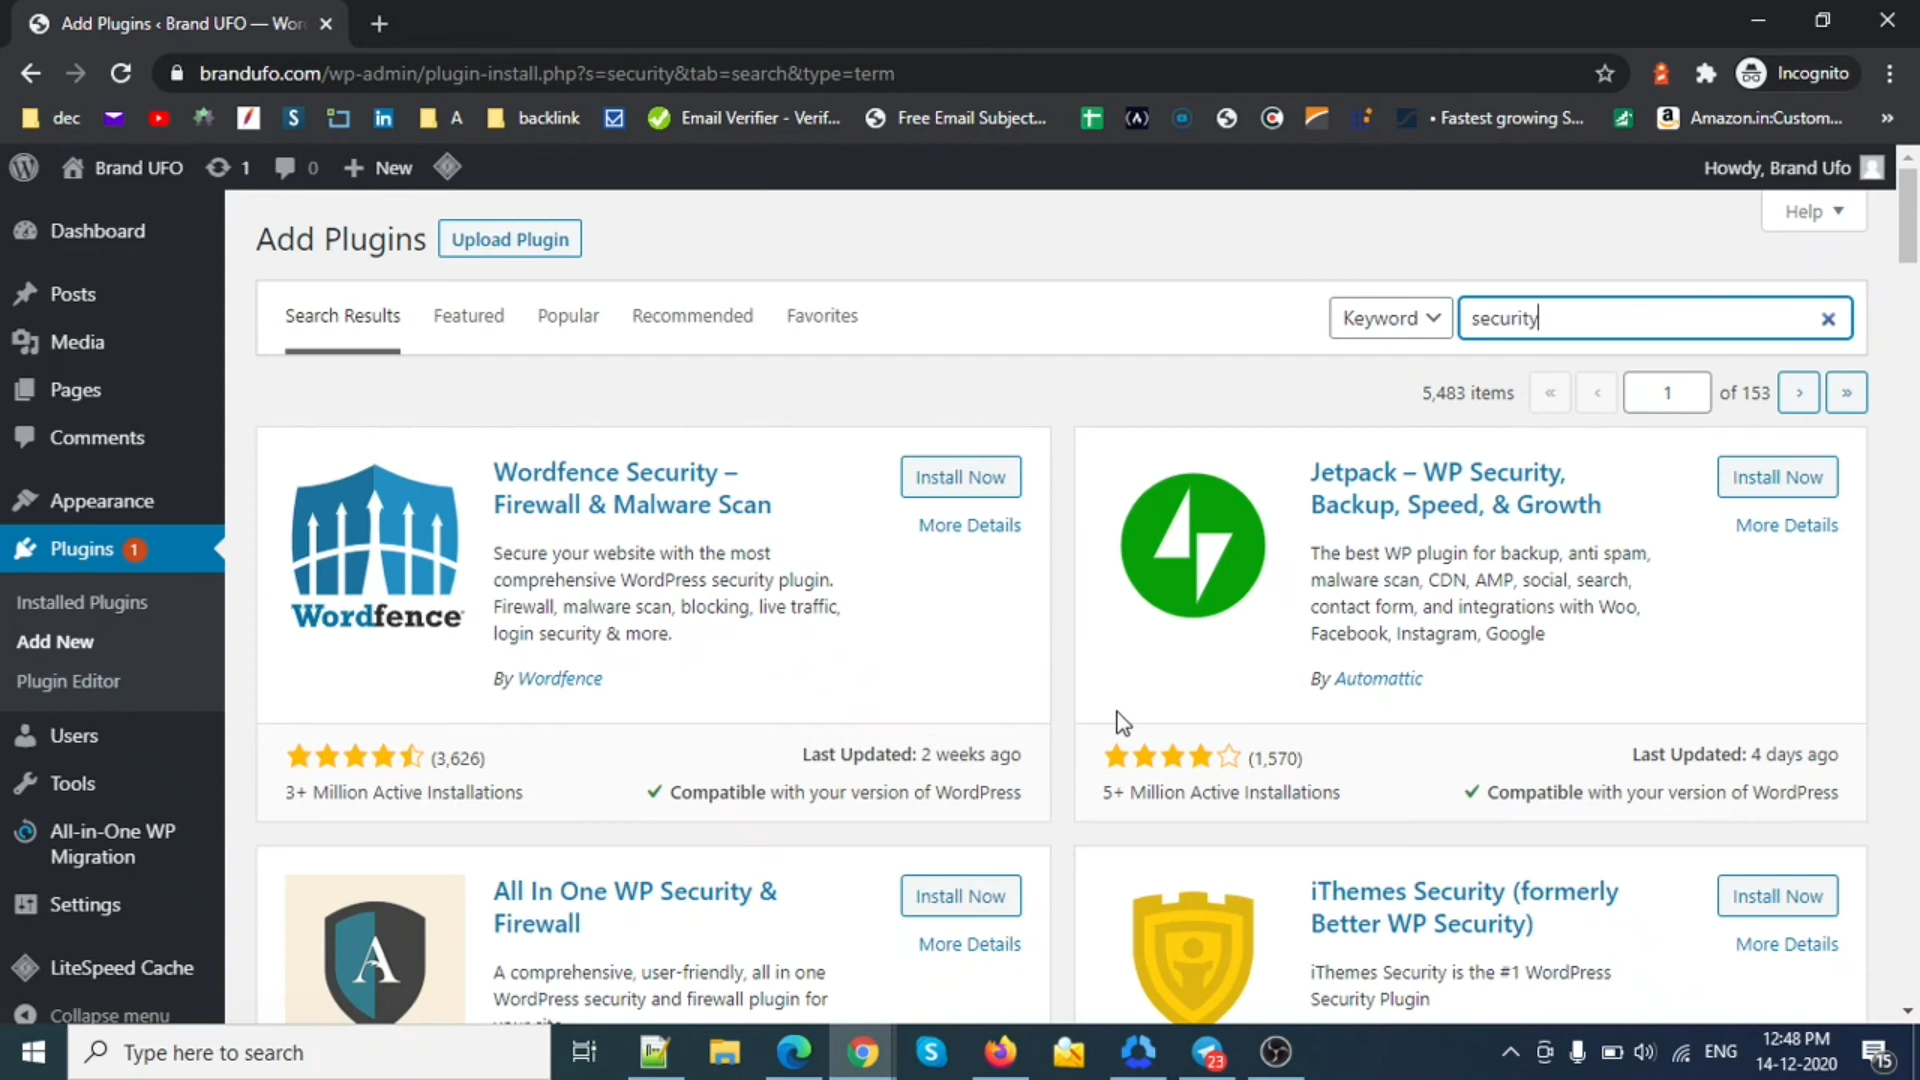 Add Plugins ‹ Brand UFO — Wor
brandufo.com/wp-admin/plugin-install.php?s=security&tab=search&type=term
Incognito
dec
S
in
A
backlink
Email Verifier - Verif...
Free Email Subject...
• Fastest growing S...
Amazon.in:Custom...
»
Brand UFO
1
0
New
Howdy, Brand Ufo
Help
Dashboard
Posts
Media
Pages
Comments
Appearance
Plugins 1
Installed Plugins
Add New
Plugin Editor
Users
Tools
All-in-One WP
Migration
Settings
LiteSpeed Cache
Collapse menu
Add Plugins
Upload Plugin
Search Results
Featured
Popular
Recommended
Favorites
Keyword
security
5,483 items
«
‹
1
of 153
›
»
Wordfence
Wordfence Security –
Firewall & Malware Scan
Install Now
More Details
Secure your website with the most
comprehensive WordPress security plugin.
Firewall, malware scan, blocking, live traffic,
login security & more.
By Wordfence
(3,626)
Last Updated: 2 weeks ago
3+ Million Active Installations
Compatible with your version of WordPress
Jetpack – WP Security,
Backup, Speed, & Growth
Install Now
More Details
The best WP plugin for backup, anti spam,
malware scan, CDN, AMP, social, search,
contact form, and integrations with Woo,
Facebook, Instagram, Google
By Automattic
(1,570)
Last Updated: 4 days ago
5+ Million Active Installations
Compatible with your version of WordPress
A
All In One WP Security &
Firewall
Install Now
More Details
A comprehensive, user-friendly, all in one
WordPress security and firewall plugin for
iThemes Security (formerly
Better WP Security)
Install Now
More Details
iThemes Security is the #1 WordPress
Security Plugin
Type here to search
S
23
ENG
12:48 PM
14-12-2020
15